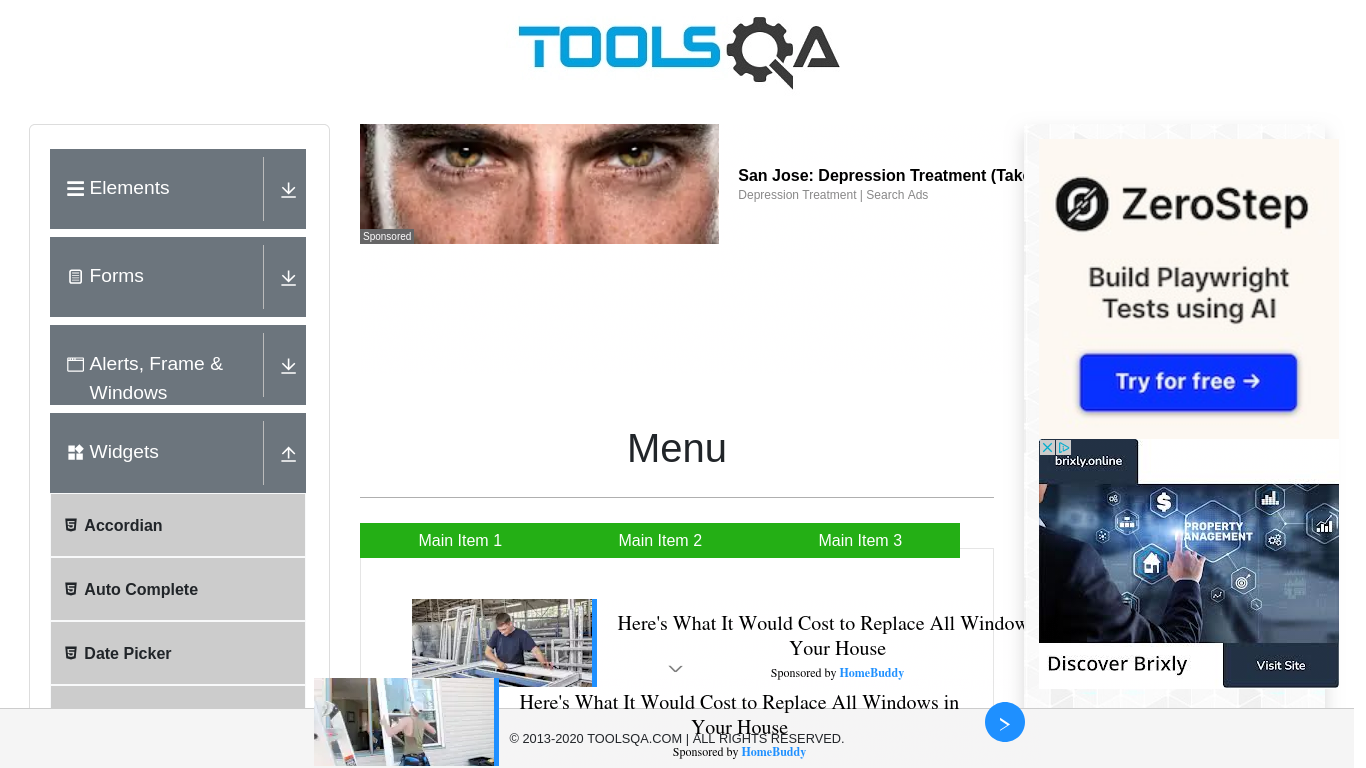 TOOLSQA
Elements
Forms
Alerts, Frame &
Windows
Widgets
Accordian
Auto Complete
Date Picker
Sponsored
San Jose: Depression Treatment (Take
Depression Treatment | Search Ads
Menu
Main Item 1
Main Item 2
Main Item 3
Here's What It Would Cost to Replace All Window
Your House
Sponsored by HomeBuddy
Here's What It Would Cost to Replace All Windows in
Your House
Sponsored by HomeBuddy
© 2013-2020 TOOLSQA.COM | ALL RIGHTS RESERVED.
ZeroStep
Build Playwright
Tests using AI
Try for free →
brixly.online
PROPERTY
MANAGEMENT
Discover Brixly
Visit Site